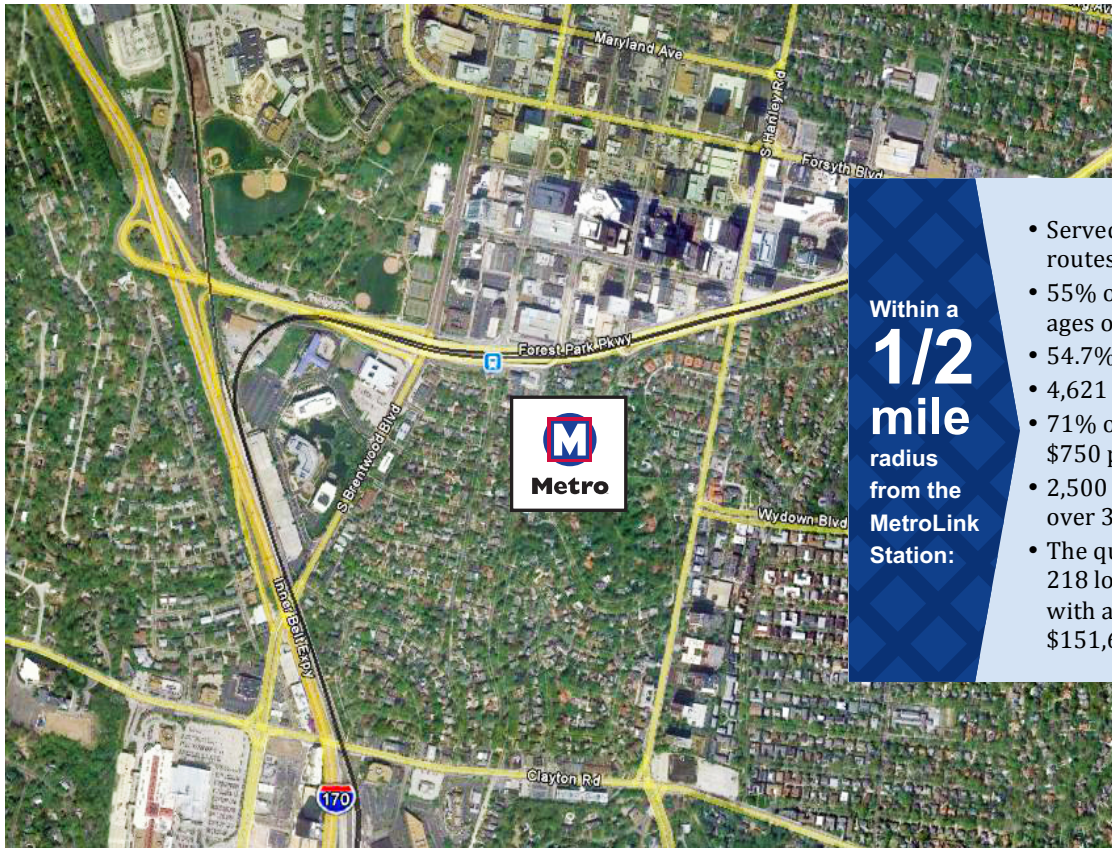 Maryland Ave
S Hanley Rd
Forsyth Blvd
Forest Park Pkwy
S Brentwood Blvd
M
Metro
Wydown Blvd
Inner Belt Expy
Clayton Rd
170
Within a
1/2
mile
radius
from the
MetroLink
Station:
• Served
routes
• 55% o
ages o
• 54.7%
• 4,621
• 71% o
$750 p
• 2,500
over 3
• The qu
218 lo
with a
$151,6